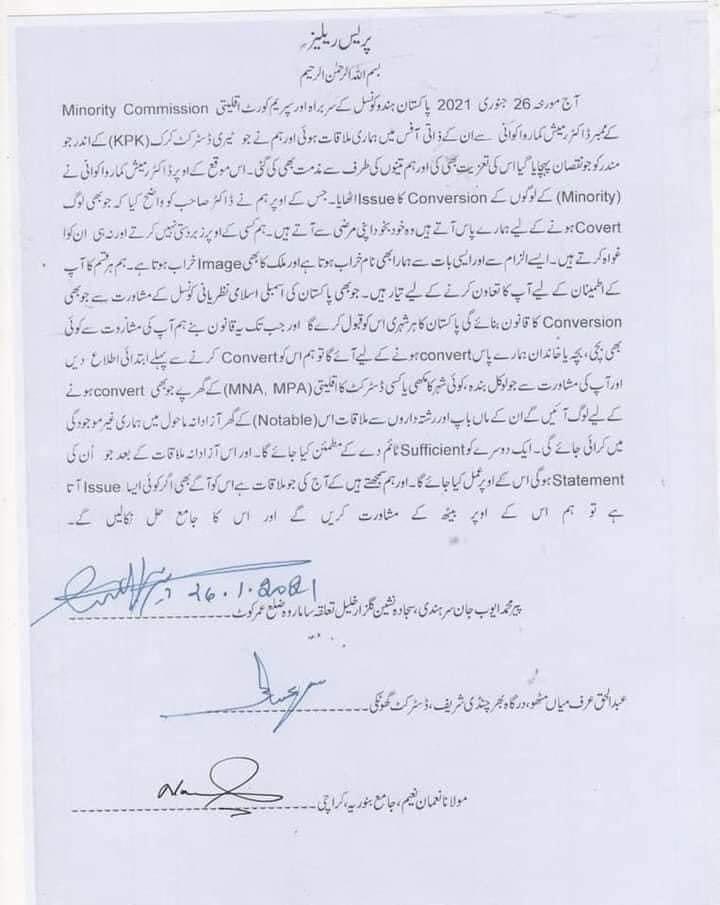 پریس ریلیز
بسم اللہ الرحمٰن الرحیم
آج مورخہ 26 جنوری 2021 پاکستان ہندو کونسل کے سربراہ اور سپریم کورٹ اقلیتی Minority Commission
کے ممبر ڈاکٹر رمیش کمار واکوانی سے ان کے ذاتی آفس میں ہماری ملاقات ہوئی اور ہم نے جو ٹیری ڈسٹرکٹ کرک (KPK) کے اندر جو
مندر کو جو نقصان پہچایا گیا اس کی تعزیت بھی کی اور ہم تینوں کی طرف سے مذمت بھی کی گئی۔ اس موقع کے اوپر ڈاکٹر رمیش کمار واکوانی نے
(Minority) کے لوگوں کے Conversion کا Issue اٹھایا۔ جس کے اوپر ہم نے ڈاکٹر صاحب کو واضح کیا کہ جو بھی لوگ
Covert ہونے کے لیے ہمارے پاس آتے ہیں وہ خود بخود اپنی مرضی سے آتے ہیں۔ ہم کسی کے اوپر زبردستی نہیں کرتے اور نہ ہی ان کو ا
غواہ کرتے ہیں۔ ایسے الزام سے اور ایسی بات سے ہمارا بھی نام خراب ہوتا ہے اور ملک کا بھی Image خراب ہوتا ہے۔ ہم ہر قسم کا آپ
کے اطمینان کے لیے آپ کا تعاون کرنے کے لیے تیار ہیں۔ جو بھی پاکستان کی اسمبلی اسلامی نظریاتی کونسل کے مشاورت سے جو بھی
Conversion کا قانون بنائے گی پاکستان کا ہر شہری اس کو قبول کرے گا اور جب تک یہ قانون بنے ہم آپ کی مشاورت سے کوئی
بھی بچی، بچہ یا خاندان ہمارے پاس convert ہونے کے لیے آئے گا تو ہم اس کو Convert کرنے سے پہلے ابتدائی اطلاع دیں
اور آپ کی مشاورت سے جو لوکل بندہ، کوئی شہر کا مکھی یا کسی ڈسٹرکٹ کا اقلیتی (MNA, MPA) کے گھر پے جو بھی convert ہونے
کے لیے لوگ آئیں گے ان کے ماں باپ اور رشتہ داروں سے ملاقات اس (Notable) کے گھر آزادانہ ماحول میں ہماری غیر موجودگی
میں کرائی جائے گی۔ ایک دوسرے کو Sufficient ٹائم دے کے مطمئن کیا جائے گا۔ اور اس آزادانہ ملاقات کے بعد جو اُن کی
Statement ہو گی اس کے اوپر عمل کیا جائے گا۔ اور ہم سمجھتے ہیں کے آج کی جو ملاقات ہے اس کو آگے بھی اگر کوئی ایسا Issue آتا
ہے تو ہم اس کے اوپر بیٹھ کے مشاورت کریں گے اور اس کا جامع حل نکالیں گے۔
26.1.2021
پیر محمد ایوب جان سرہندی، سجادہ نشین گلزار خلیل تعلقہ سامارو ضلع عمر کوٹ
عبدالحق عرف میاں مٹھو، درگاہ بھرچنڈی شریف، ڈسٹرکٹ گھوٹکی
مولانا نعمان نعیم، جامع بنوریہ، کراچی